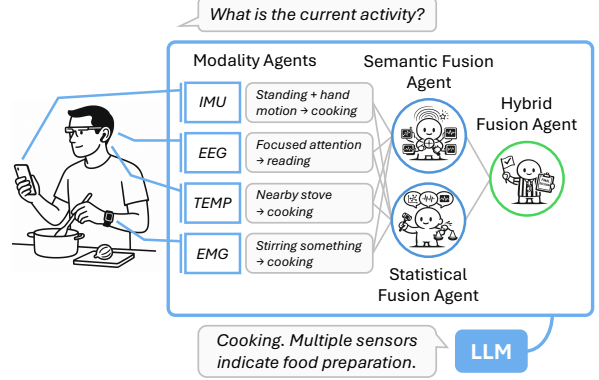 What is the current activity?
Modality Agents
IMU
Standing + hand
motion → cooking
EEG
Focused attention
→ reading
TEMP
Nearby stove
→ cooking
EMG
Stirring something
→ cooking
Semantic Fusion
Agent
Statistical
Fusion Agent
Hybrid
Fusion Agent
Cooking. Multiple sensors
indicate food preparation.
LLM